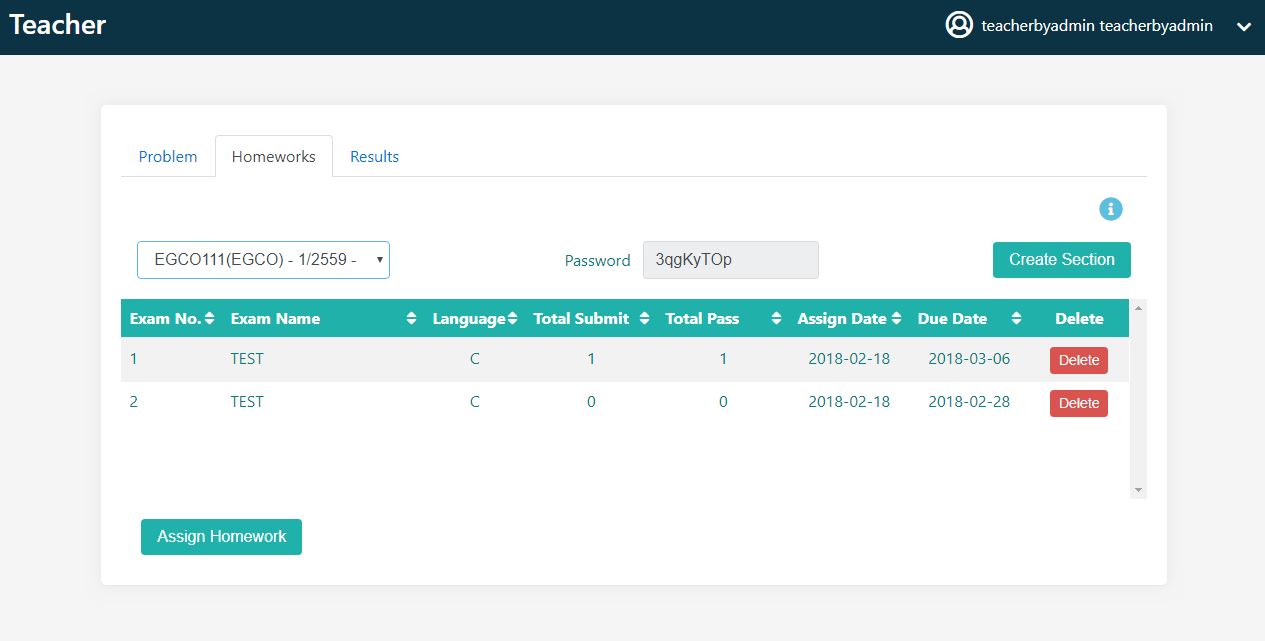 Teacher
teacherbyadmin teacherbyadmin
Problem Homeworks Results
EGCO111(EGCO) - 1/2559 - Password 3qgKyTOp Create Section
Exam No. Exam Name Language Total Submit Total Pass Assign Date Due Date Delete
1 TEST C 1 1 2018-02-18 2018-03-06 Delete
2 TEST C 0 0 2018-02-18 2018-02-28 Delete
Assign Homework